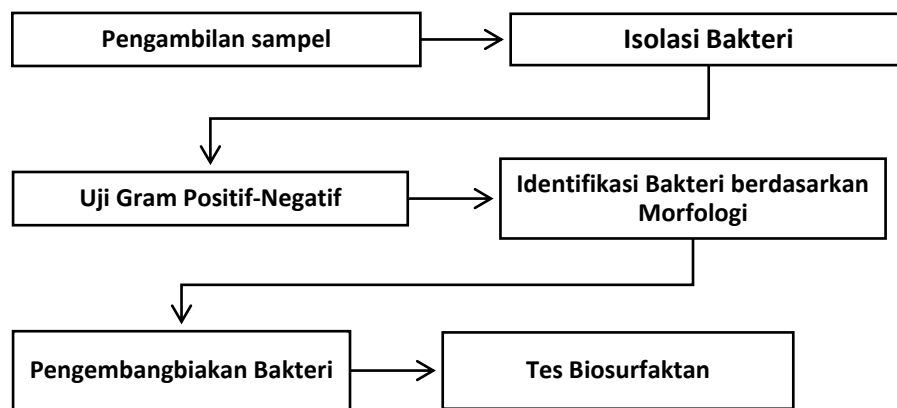 Pengambilan sampel
Isolasi Bakteri
Uji Gram Positif-Negatif
Identifikasi Bakteri berdasarkan
Morfologi
Pengembangbiakan Bakteri
Tes Biosurfaktan